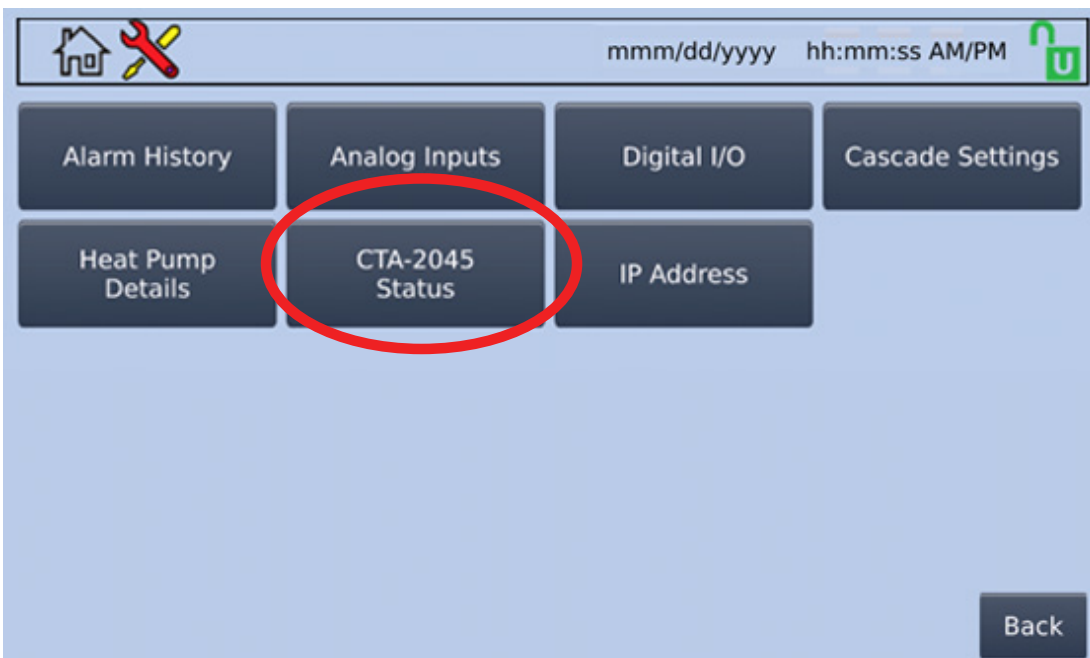 mmm/dd/yyyy hh:mm:ss AM/PM U
Alarm History
Analog Inputs
Digital I/O
Cascade Settings
Heat Pump
Details
CTA-2045
Status
IP Address
Back